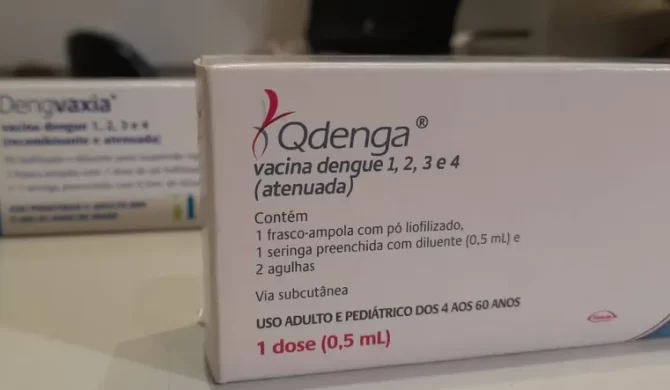 Dengvaxia®
vacina dengue 1, 2, 3 e 4
(recombinante e atenuada)
Qdenga®
vacina dengue 1, 2, 3 e 4
(atenuada)
Contém
1 frasco-ampola com pó liofilizado,
1 seringa preenchida com diluente (0,5 mL) e
2 agulhas
Via subcutânea
USO ADULTO E PEDIÁTRICO DOS 4 AOS 60 ANOS
1 dose (0,5 mL)